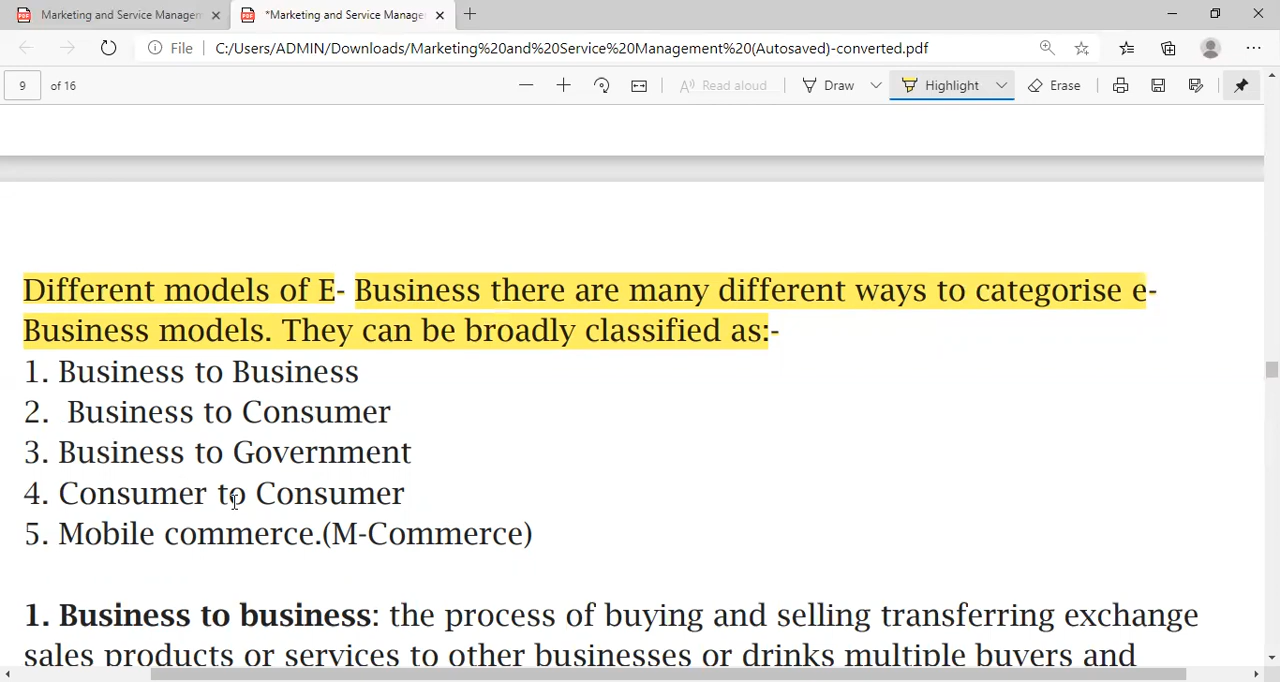 Marketing and Service Managem
*Marketing and Service Manage
File
C:/Users/ADMIN/Downloads/Marketing%20and%20Service%20Management%20(Autosaved)-converted.pdf
9 of 16
Read aloud
Draw
Highlight
Erase
Different models of E- Business there are many different ways to categorise e-
Business models. They can be broadly classified as:-
1. Business to Business
2. Business to Consumer
3. Business to Government
4. Consumer to Consumer
5. Mobile commerce.(M-Commerce)
1. Business to business: the process of buying and selling transferring exchange
sales products or services to other businesses or drinks multiple buyers and